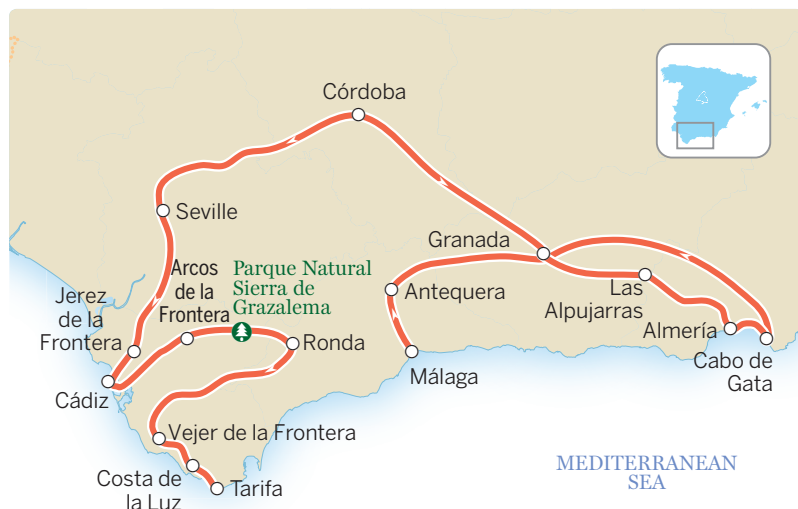 Córdoba
Seville
Granada
Arcos
de la
Frontera
Parque Natural
Sierra de
Grazalema
Las
Alpujarras
Antequera
Jerez
de la
Frontera
Almería
Ronda
Málaga
Cabo de
Gata
Cádiz
Vejer de la Frontera
Costa de
la Luz
Tarifa
MEDITERRANEAN
SEA